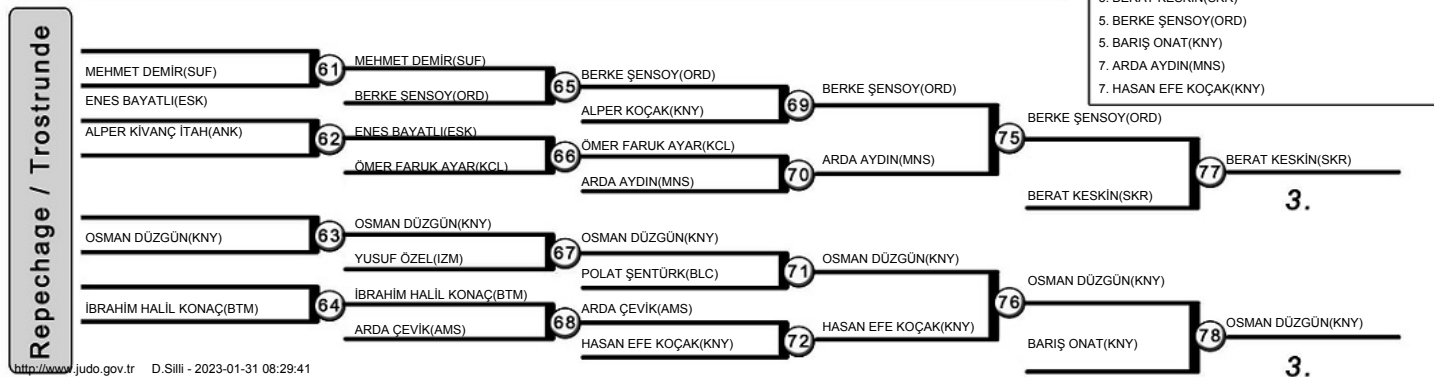 Repechage / Trostrunde
5. BERKE ŞENSOY(ORD)
5. BARIŞ ONAT(KNY)
7. ARDA AYDIN(MNS)
7. HASAN EFE KOÇAK(KNY)
MEHMET DEMİR(SUF)
ENES BAYATLI(ESK)
ALPER KİVANÇ İTAH(ANK)
OSMAN DÜZGÜN(KNY)
İBRAHİM HALİL KONAÇ(BTM)
61
62
63
64
MEHMET DEMİR(SUF)
BERKE ŞENSOY(ORD)
ENES BAYATLI(ESK)
ÖMER FARUK AYAR(KCL)
OSMAN DÜZGÜN(KNY)
YUSUF ÖZEL(IZM)
İBRAHİM HALİL KONAÇ(BTM)
ARDA ÇEVİK(AMS)
65
66
67
68
BERKE ŞENSOY(ORD)
ALPER KOÇAK(KNY)
ÖMER FARUK AYAR(KCL)
ARDA AYDIN(MNS)
OSMAN DÜZGÜN(KNY)
POLAT ŞENTÜRK(BLC)
ARDA ÇEVİK(AMS)
HASAN EFE KOÇAK(KNY)
69
70
71
72
BERKE ŞENSOY(ORD)
ARDA AYDIN(MNS)
OSMAN DÜZGÜN(KNY)
HASAN EFE KOÇAK(KNY)
75
76
BERKE ŞENSOY(ORD)
BERAT KESKİN(SKR)
OSMAN DÜZGÜN(KNY)
BARIŞ ONAT(KNY)
77
78
BERAT KESKİN(SKR)
3.
OSMAN DÜZGÜN(KNY)
3.
http://www.judo.gov.tr D.Silli - 2023-01-31 08:29:41